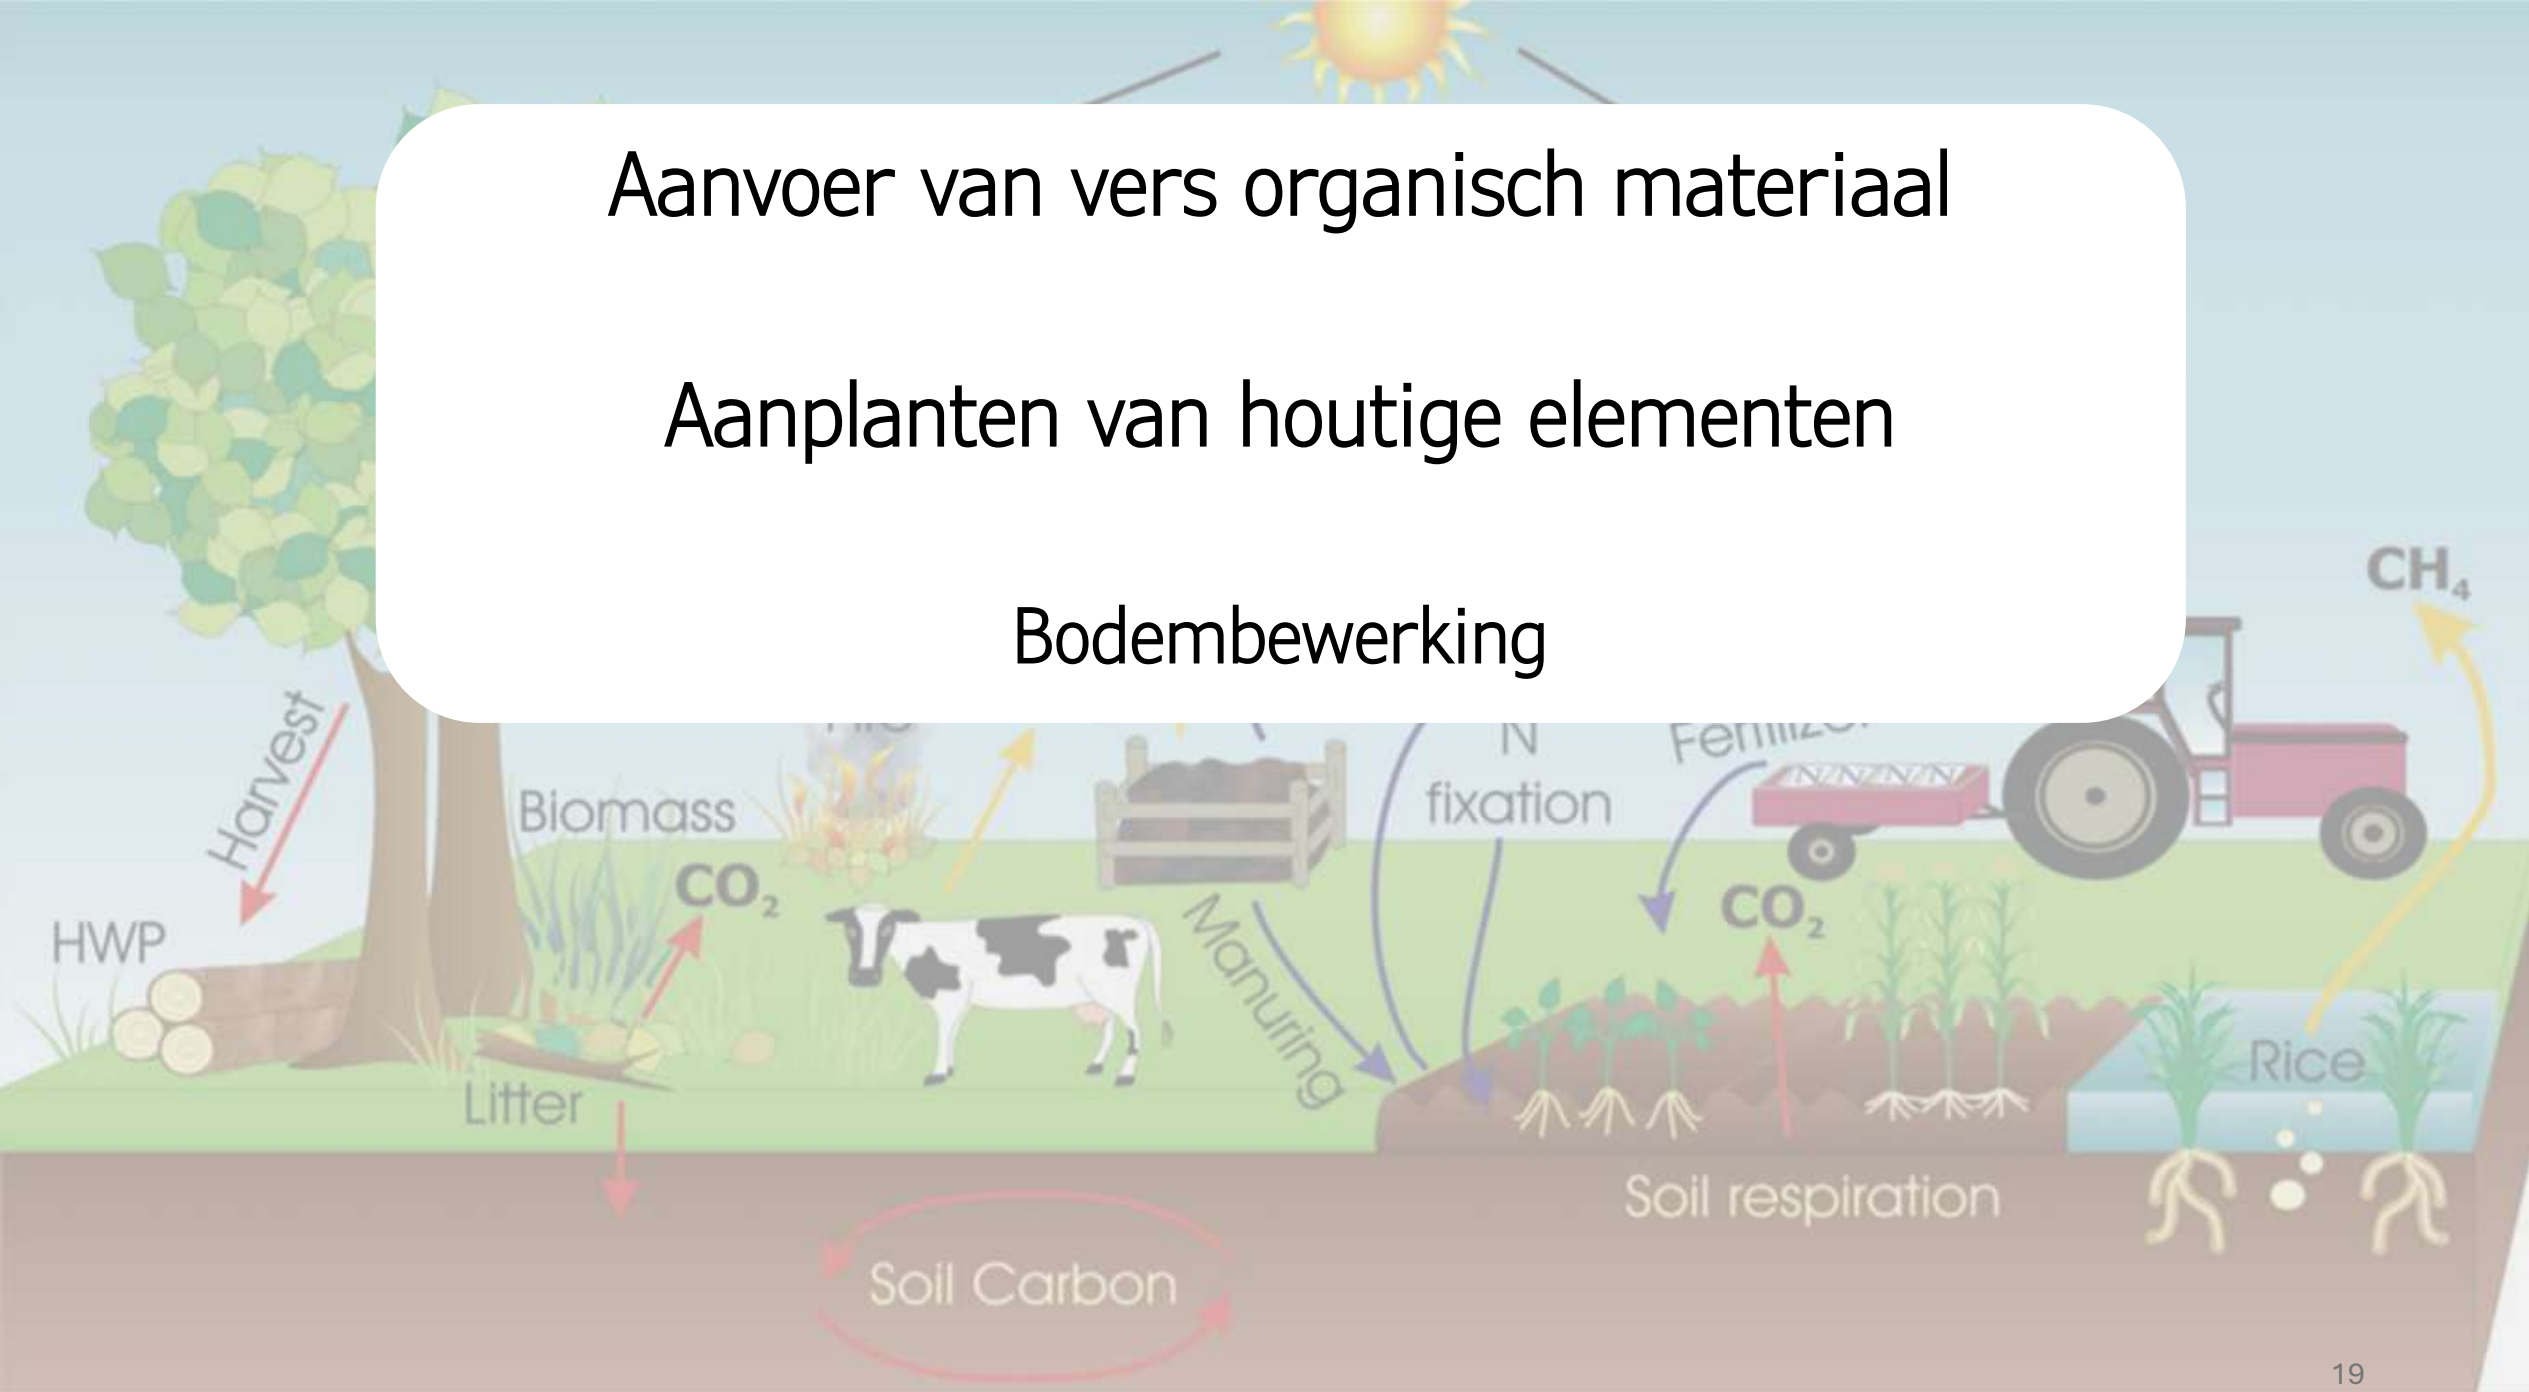 Aanvoer van vers organisch materiaal
Aanplanten van houtige elementen
Bodembewerking
CH₄
Harvest
N
fixation
Biomass
CO₂
N N N N
HWP
Manuring
CO₂
Litter
Rice
Soil respiration
Soil Carbon
19